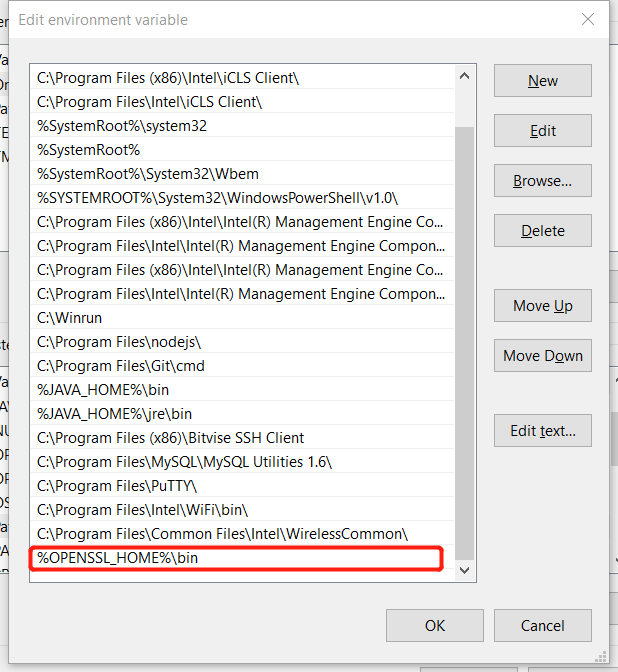 Edit environment variable
C:\Program Files (x86)\Intel\iCLS Client\
C:\Program Files\Intel\iCLS Client\
%SystemRoot%\system32
%SystemRoot%
%SystemRoot%\System32\Wbem
%SYSTEMROOT%\System32\WindowsPowerShell\v1.0\
C:\Program Files (x86)\Intel\Intel(R) Management Engine Co...
C:\Program Files\Intel\Intel(R) Management Engine Compon...
C:\Program Files (x86)\Intel\Intel(R) Management Engine Co...
C:\Program Files\Intel\Intel(R) Management Engine Compon...
C:\Winrun
C:\Program Files\nodejs\
C:\Program Files\Git\cmd
%JAVA_HOME%\bin
%JAVA_HOME%\jre\bin
C:\Program Files (x86)\Bitvise SSH Client
C:\Program Files\MySQL\MySQL Utilities 1.6\
C:\Program Files\PuTTY\
C:\Program Files\Intel\WiFi\bin\
C:\Program Files\Common Files\Intel\WirelessCommon\
%OPENSSL_HOME%\bin
New
Edit
Browse...
Delete
Move Up
Move Down
Edit text...
OK
Cancel